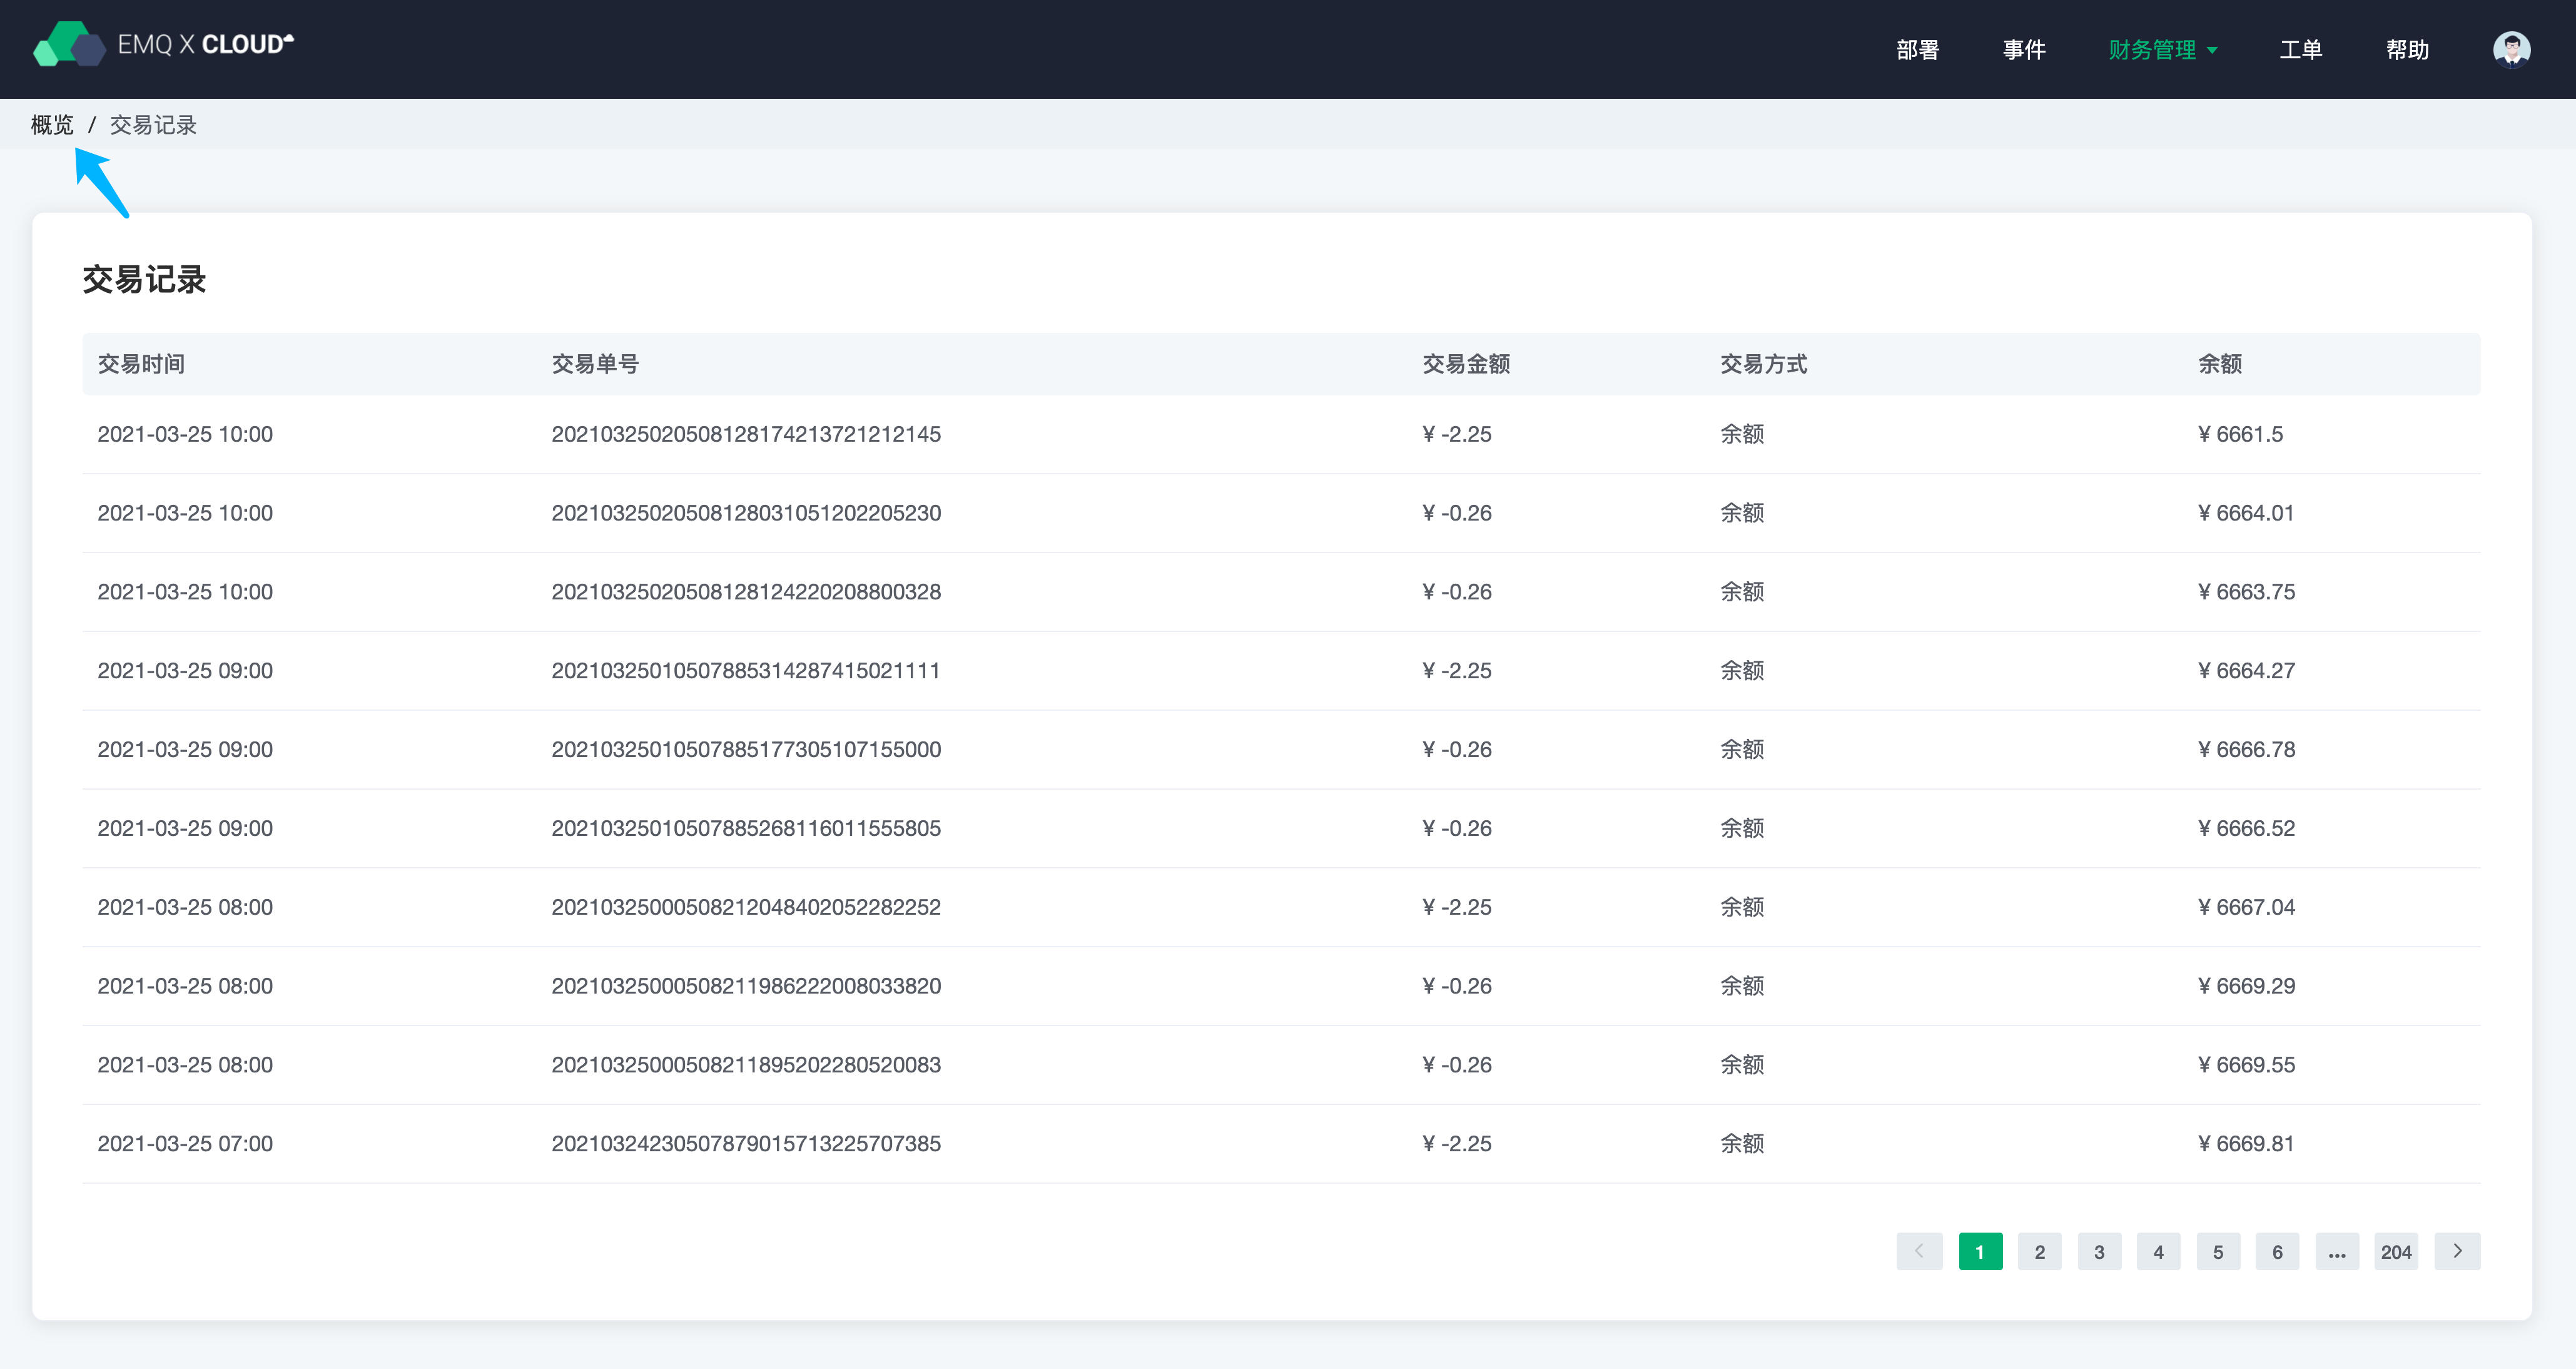 EMQ X CLOUD
部署 事件 财务管理 工单 帮助
概览 / 交易记录
交易记录
交易时间 交易单号 交易金额 交易方式 余额
2021-03-25 10:00 20210325020508128174213721212145 ¥ -2.25 余额 ¥ 6661.5
2021-03-25 10:00 20210325020508128031051202205230 ¥ -0.26 余额 ¥ 6664.01
2021-03-25 10:00 20210325020508128124220208800328 ¥ -0.26 余额 ¥ 6663.75
2021-03-25 09:00 20210325010507885314287415021111 ¥ -2.25 余额 ¥ 6664.27
2021-03-25 09:00 20210325010507885177305107155000 ¥ -0.26 余额 ¥ 6666.78
2021-03-25 09:00 20210325010507885268116011555805 ¥ -0.26 余额 ¥ 6666.52
2021-03-25 08:00 20210325000508212048402052282252 ¥ -2.25 余额 ¥ 6667.04
2021-03-25 08:00 20210325000508211986222008033820 ¥ -0.26 余额 ¥ 6669.29
2021-03-25 08:00 20210325000508211895202280520083 ¥ -0.26 余额 ¥ 6669.55
2021-03-25 07:00 20210324230507879015713225707385 ¥ -2.25 余额 ¥ 6669.81
1 2 3 4 5 6 ... 204